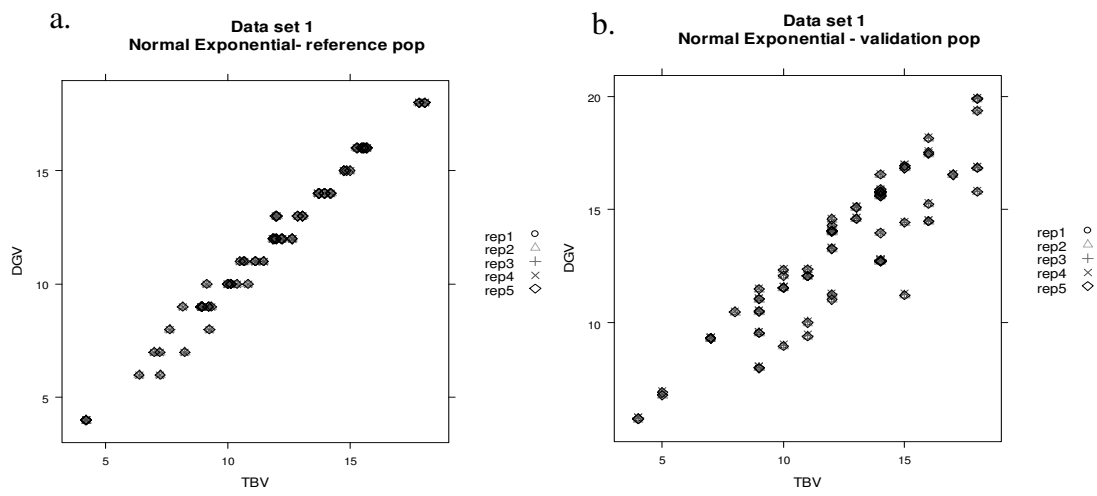 a.
Data set 1
Normal Exponential- reference pop
15
10
5
DGV
5
10
15
TBV
rep1
rep2
rep3
rep4
rep5
b.
Data set 1
Normal Exponential - validation pop
20
15
10
DGV
5
10
15
TBV
rep1
rep2
rep3
rep4
rep5